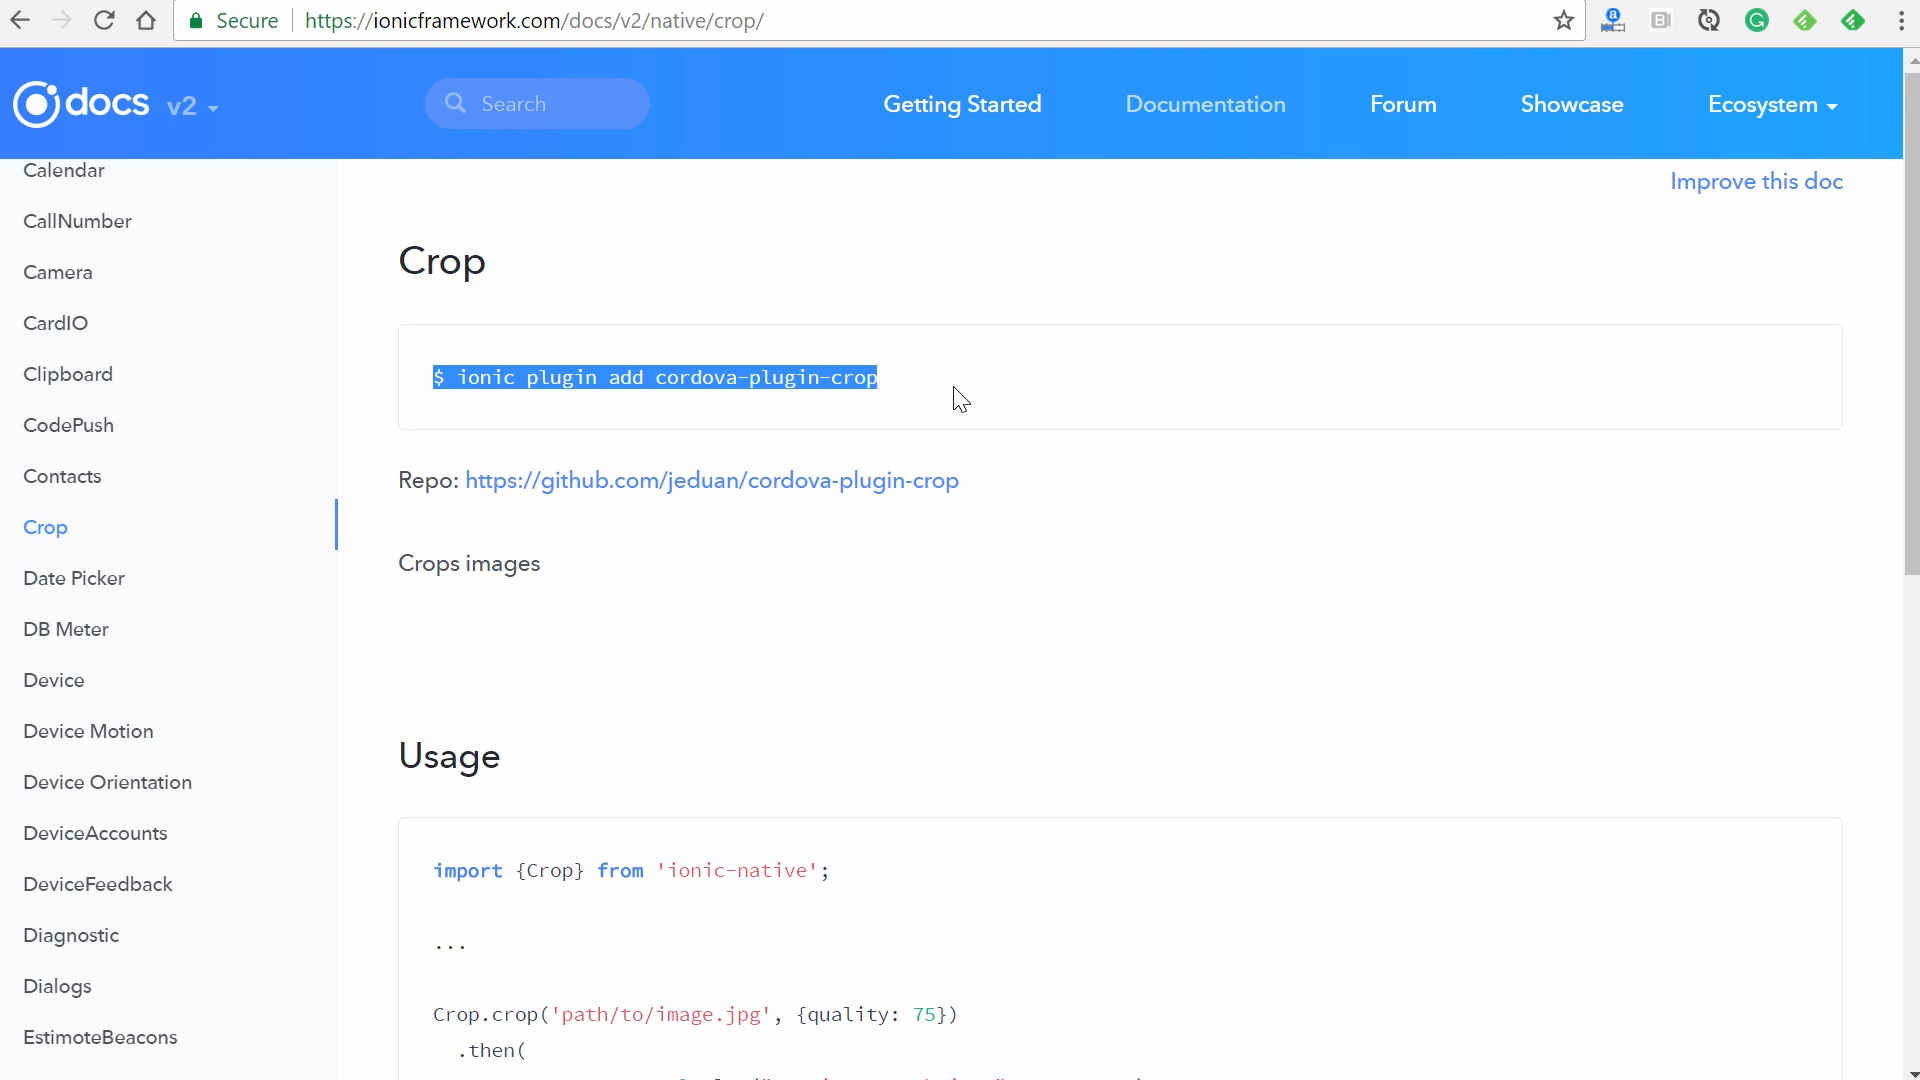 Secure https://ionicframework.com/docs/v2/native/crop/
docs v2 Search Getting Started Documentation Forum Showcase Ecosystem
Calendar
CallNumber
Camera
CardIO
Clipboard
CodePush
Contacts
Crop
Date Picker
DB Meter
Device
Device Motion
Device Orientation
DeviceAccounts
DeviceFeedback
Diagnostic
Dialogs
EstimoteBeacons
Improve this doc
Crop
$ ionic plugin add cordova-plugin-crop
Repo: https://github.com/jeduan/cordova-plugin-crop
Crops images
Usage
import {Crop} from 'ionic-native';
...
Crop.crop('path/to/image.jpg', {quality: 75})
.then(